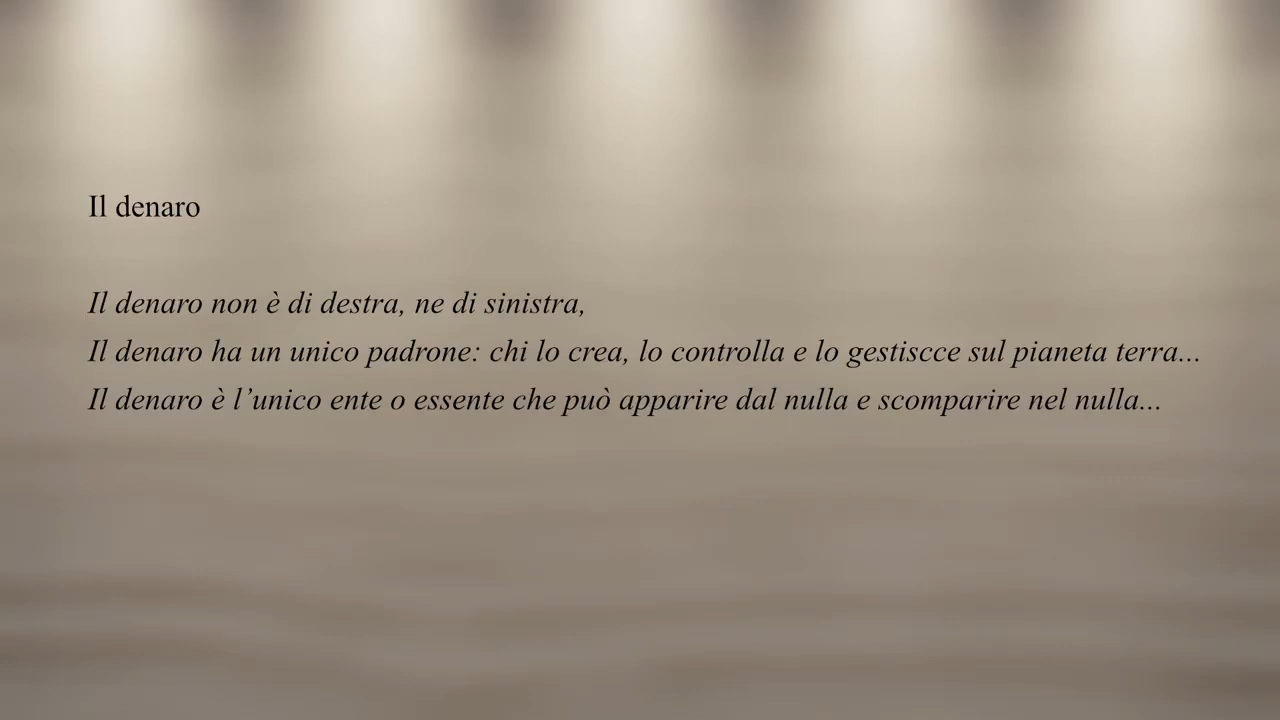 Il denaro
Il denaro non è di destra, ne di sinistra,
Il denaro ha un unico padrone: chi lo crea, lo controlla e lo gestiscce sul pianeta terra...
Il denaro è l’unico ente o essente che può apparire dal nulla e scomparire nel nulla...